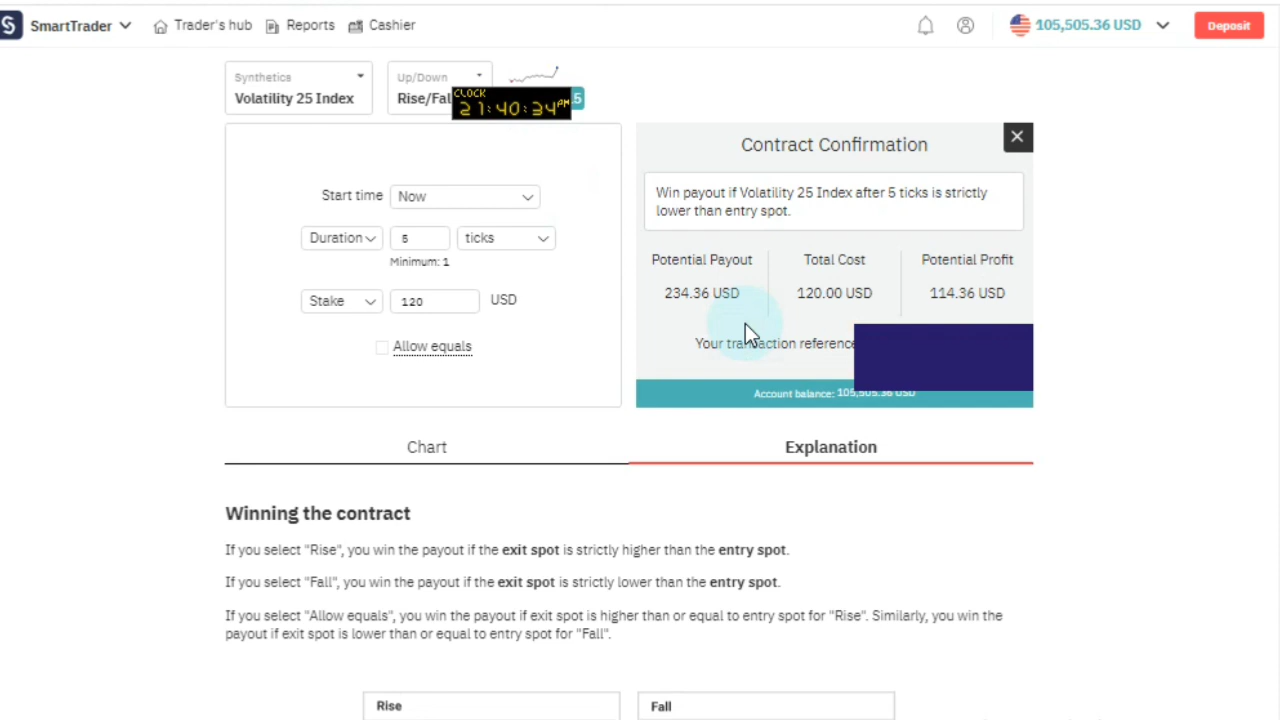 SmartTrader
Trader's hub
Reports
Cashier
105,505.36 USD
Deposit
Synthetics
Volatility 25 Index
Up/Down
CLOCK
21:40:34
Start time
Now
Duration
5
ticks
Minimum: 1
Stake
120
USD
Allow equals
Contract Confirmation
Win payout if Volatility 25 Index after 5 ticks is strictly
lower than entry spot.
Potential Payout
Total Cost
Potential Profit
234.36 USD
120.00 USD
114.36 USD
Your transaction reference
Account balance: 105,505.36 USD
Chart
Explanation
Winning the contract
If you select "Rise", you win the payout if the exit spot is strictly higher than the entry spot.
If you select "Fall", you win the payout if the exit spot is strictly lower than the entry spot.
If you select "Allow equals", you win the payout if exit spot is higher than or equal to entry spot for "Rise". Similarly, you win the
payout if exit spot is lower than or equal to entry spot for "Fall".
Rise
Fall